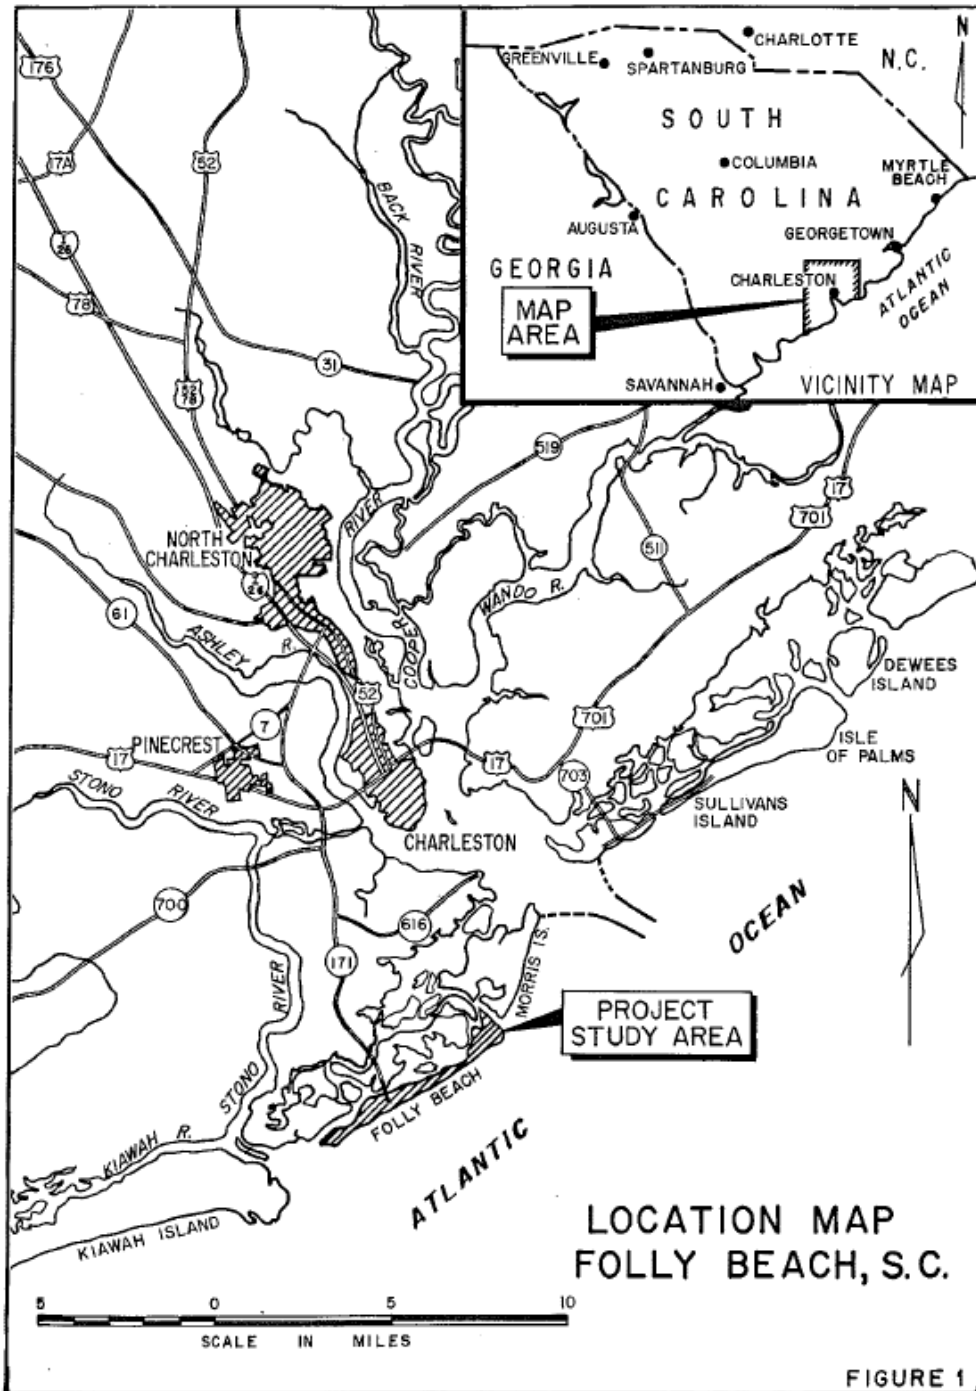 176
17A
52
I
26
78
52
78
31
BACK
RIVER
N
CHARLOTTE
GREENVILLE
SPARTANBURG
N.C.
SOUTH
COLUMBIA
CAROLINA
MYRTLE
BEACH
AUGUSTA
GEORGETOWN
GEORGIA
CHARLESTON
ATLANTIC
OCEAN
MAP
AREA
SAVANNAH
VICINITY MAP
519
17
701
511
RIVER
COOPER
NORTH
CHARLESTON
I
26
WANDO R.
61
ASHLEY R.
52
DEWEES
ISLAND
7
701
17
PINECREST
17
ISLE
OF PALMS
703
STONO RIVER
SULLIVANS
ISLAND
N
CHARLESTON
700
616
171
OCEAN
MORRIS IS.
STONO RIVER
PROJECT
STUDY AREA
FOLLY BEACH
KIAWAH R.
ATLANTIC
KIAWAH ISLAND
LOCATION MAP
FOLLY BEACH, S.C.
5 0 5 10
SCALE IN MILES
FIGURE 1